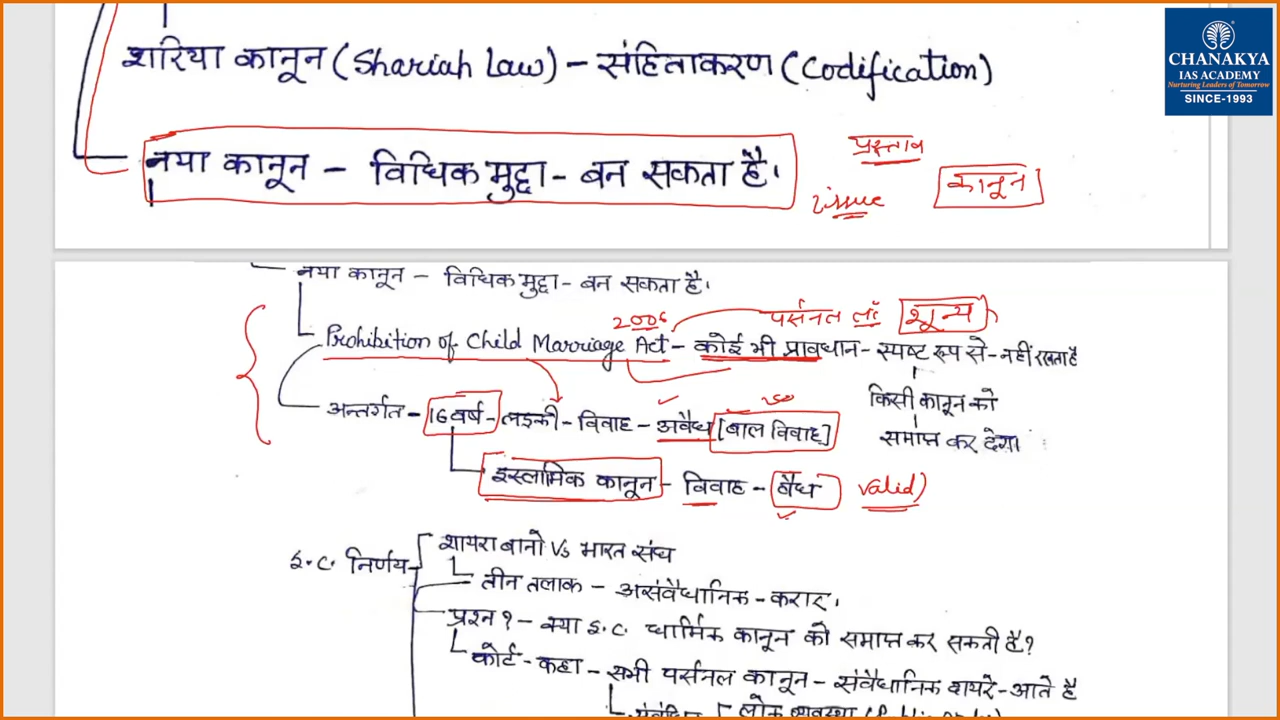 CHANAKYA
IAS ACADEMY
Nurturing Leaders of Tomorrow
SINCE-1993
शरिया कानून (Shariah Law) - संहिताकरण (Codification)
प्रस्ताव
नया कानून - विधिक मुद्दा - बन सकता है।
issue
कानून
नया कानून - विधिक मुद्दा - बन सकता है।
2006
पर्सनल लॉ शून्य
Prohibition of Child Marriage Act - कोई भी प्रावधान - स्पष्ट रूप से - नहीं रखता है
किसी कानून को
समाप्त कर देगा
अन्तर्गत - 16 वर्ष - लड़की - विवाह - अवैध [बाल विवाह]
इस्लामिक कानून - विवाह - वैध valid)
S.C. निर्णय
शायरा बानो Vs भारत संघ
तीन तलाक - असंवैधानिक - करार,
प्रश्न ? - क्या S.C. धार्मिक कानून को समाप्त कर सकती है?
कोर्ट - कहा - सभी पर्सनल कानून - संवैधानिक दायरे - आते है
लोक व्यवस्था